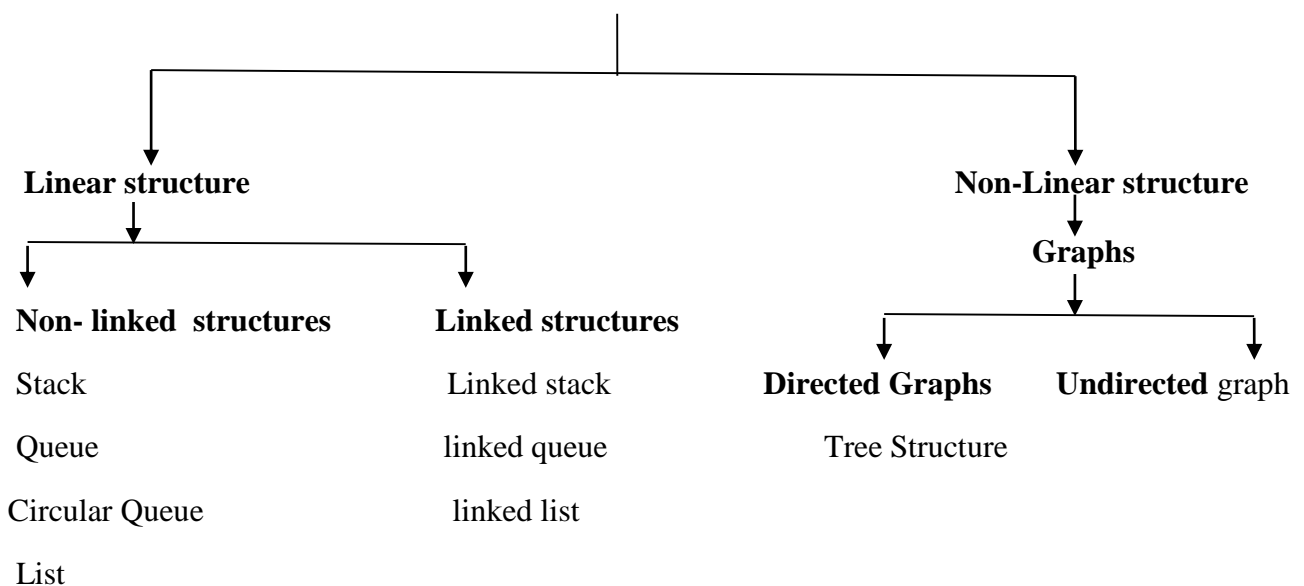 Linear structure
Non-Linear structure
Graphs
Non- linked structures
Linked structures
Stack
Linked stack
Directed Graphs
Undirected graph
Queue
linked queue
Tree Structure
Circular Queue
linked list
List